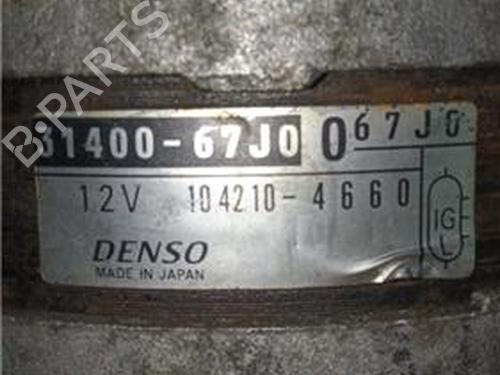 B-PARTS
31400-67J0 0 67J0
12V 104210-4660
IG
L
DENSO
MADE IN JAPAN